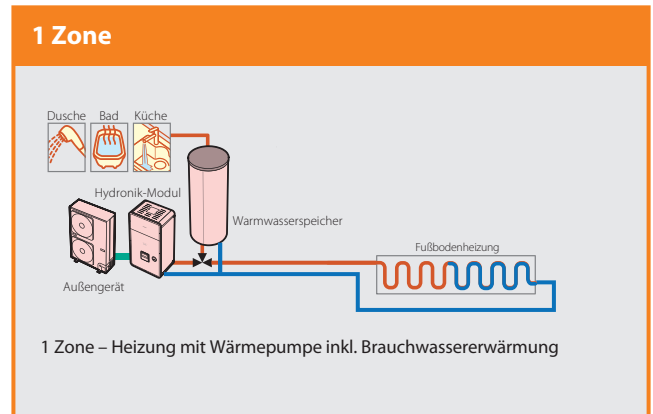 1 Zone
Dusche Bad Küche
Hydronik-Modul
Warmwasserspeicher
Fußbodenheizung
Außengerät
1 Zone – Heizung mit Wärmepumpe inkl. Brauchwassererwärmung